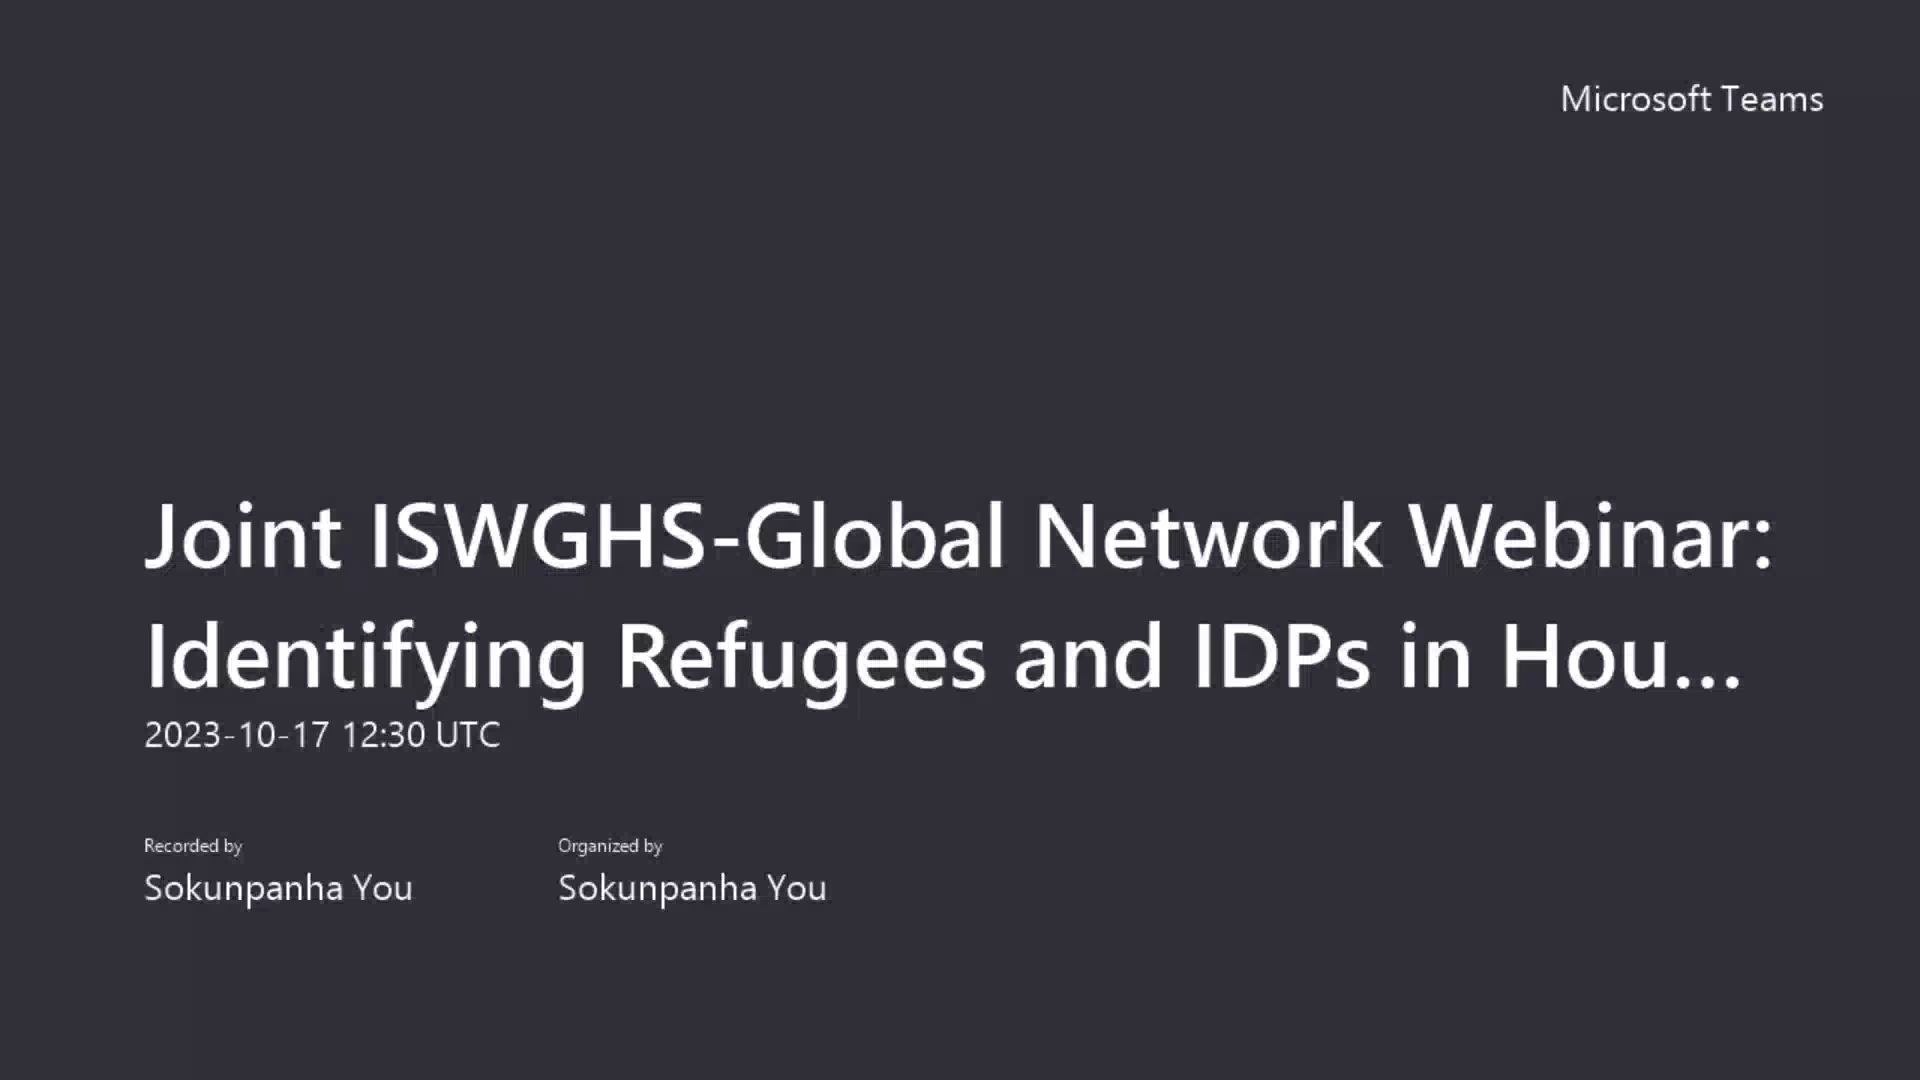 Microsoft Teams
Joint ISWGHS-Global Network Webinar:
Identifying Refugees and IDPs in Hou...
2023-10-17 12:30 UTC
Recorded by
Sokunpanha You
Organized by
Sokunpanha You